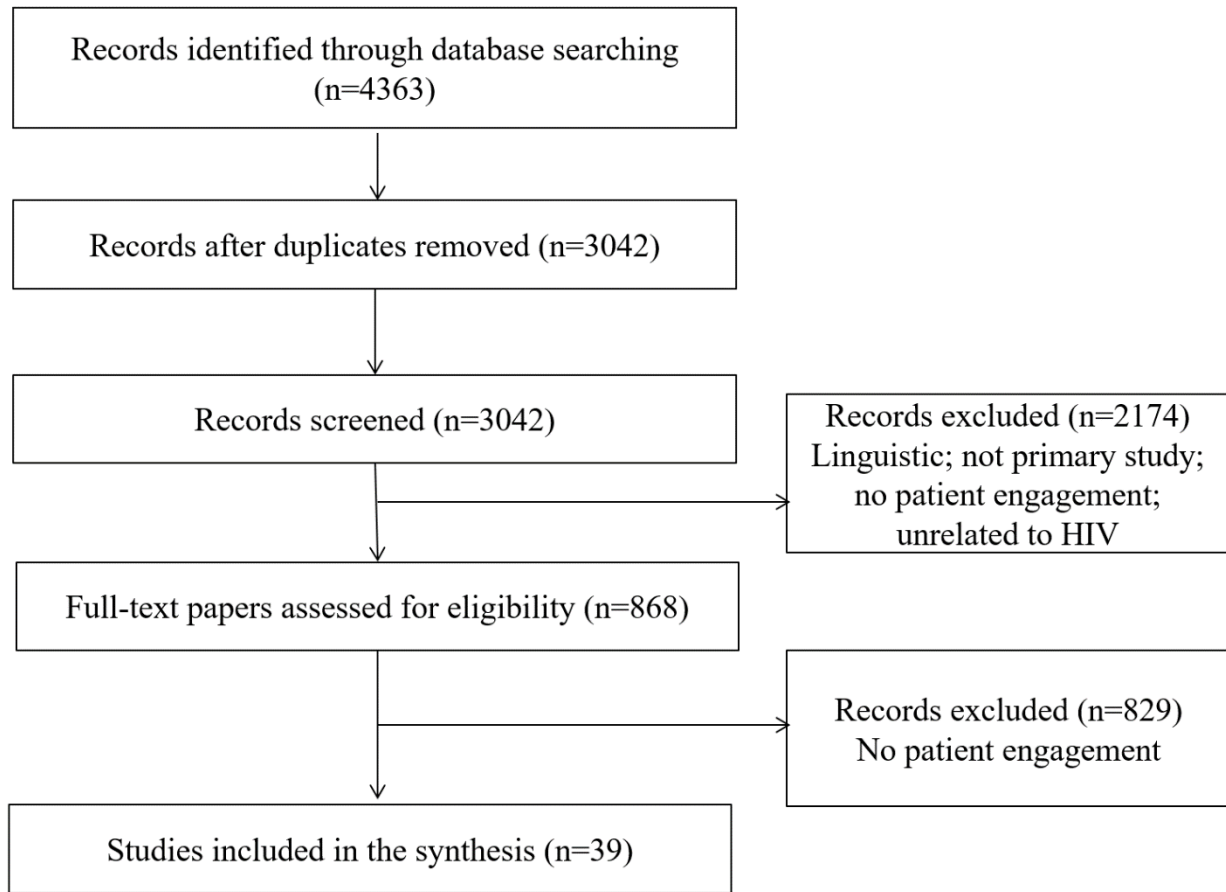 Records identified through database searching
(n=4363)
Records after duplicates removed (n=3042)
Records screened (n=3042)
Records excluded (n=2174)
Linguistic; not primary study;
no patient engagement;
unrelated to HIV
Full-text papers assessed for eligibility (n=868)
Records excluded (n=829)
No patient engagement
Studies included in the synthesis (n=39)